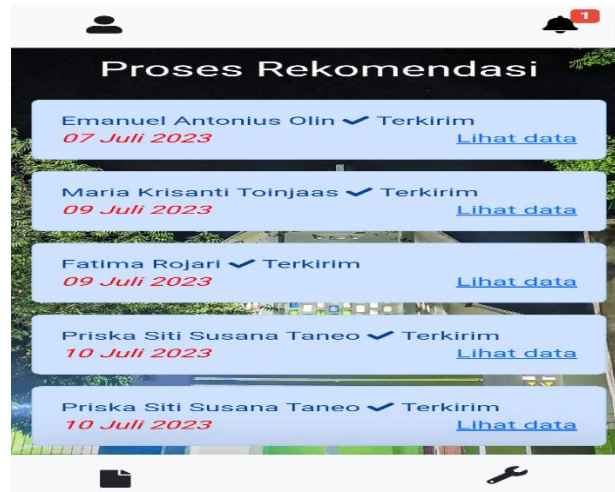 1
Proses Rekomendasi
Emanuel Antonius Olin ✔ Terkirim
07 Juli 2023 Lihat data
Maria Krisanti Toinjaas ✔ Terkirim
09 Juli 2023 Lihat data
Fatima Rojari ✔ Terkirim
09 Juli 2023 Lihat data
Priska Siti Susana Taneo ✔ Terkirim
10 Juli 2023 Lihat data
Priska Siti Susana Taneo ✔ Terkirim
10 Juli 2023 Lihat data